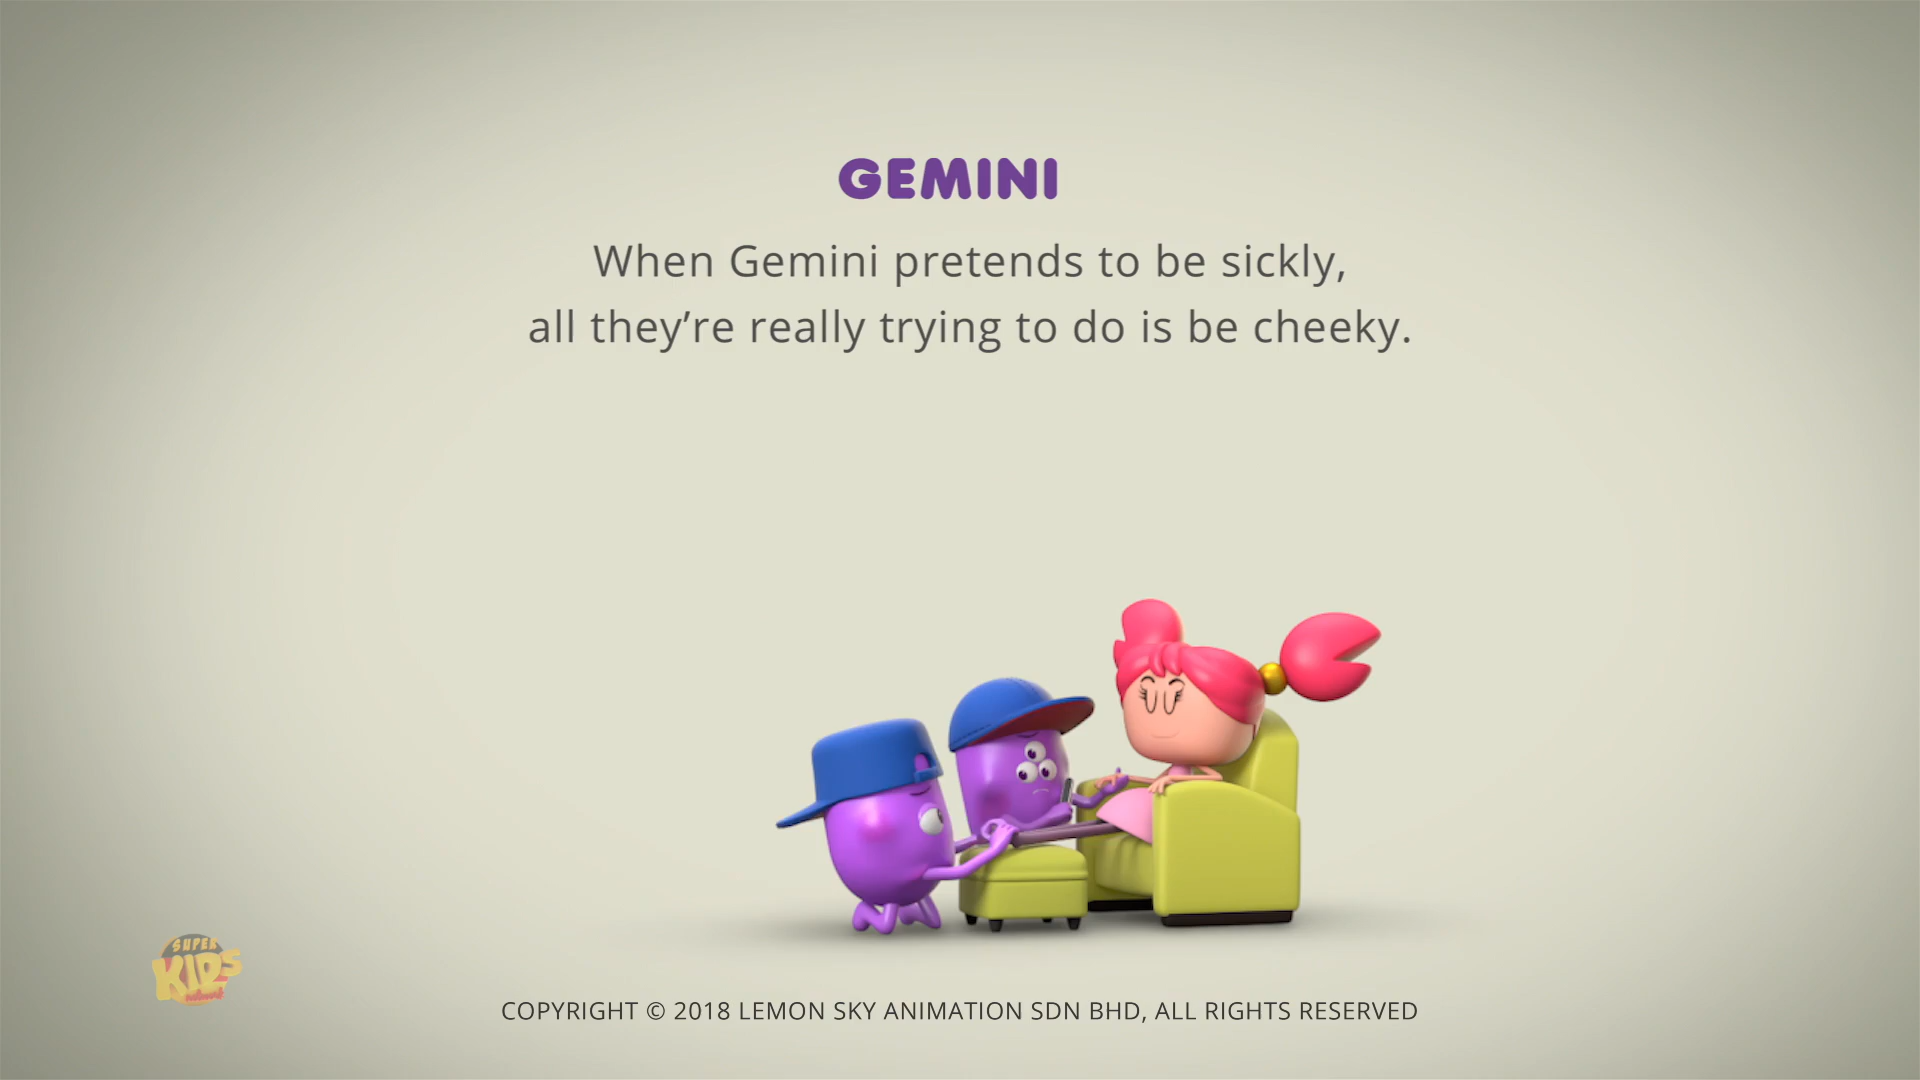 GEMINI
When Gemini pretends to be sickly,
all they’re really trying to do is be cheeky.
SUPER
KIDS
network
COPYRIGHT © 2018 LEMON SKY ANIMATION SDN BHD, ALL RIGHTS RESERVED